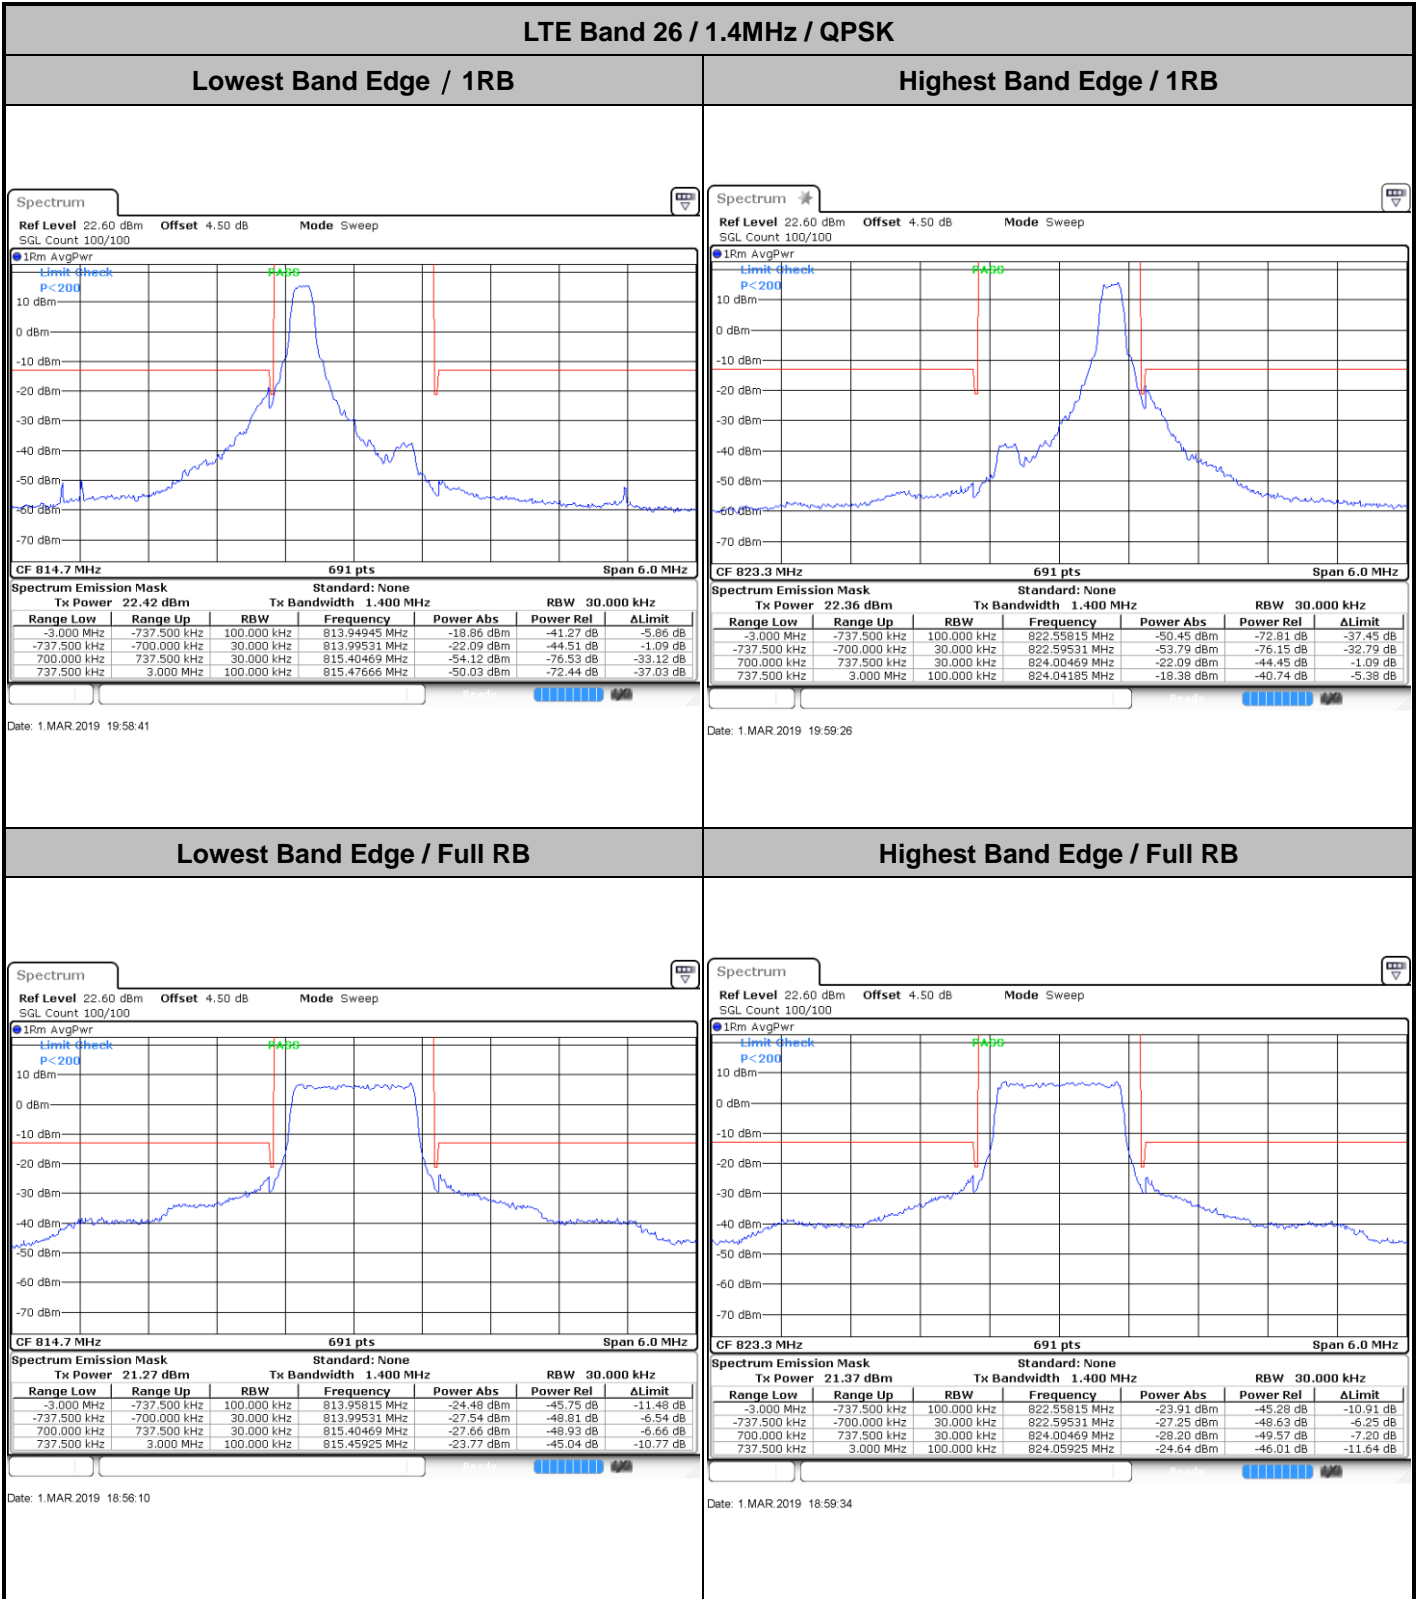 LTE Band 26 / 1.4MHz / QPSK
Lowest Band Edge / 1RB
Highest Band Edge / 1RB
Spectrum
Ref Level 22.60 dBm Offset 4.50 dB Mode Sweep
SGL Count 100/100
1Rm AvgPwr
Limit Check PASS
P<200
10 dBm
0 dBm
-10 dBm
-20 dBm
-30 dBm
-40 dBm
-50 dBm
-60 dBm
-70 dBm
CF 814.7 MHz 691 pts Span 6.0 MHz
Spectrum Emission Mask Standard: None
Tx Power 22.42 dBm Tx Bandwidth 1.400 MHz RBW 30.000 kHz
Range Low Range Up RBW Frequency Power Abs Power Rel ΔLimit
-3.000 MHz -737.500 kHz 100.000 kHz 813.94945 MHz -18.86 dBm -41.27 dB -5.86 dB
-737.500 kHz -700.000 kHz 30.000 kHz 813.99531 MHz -22.09 dBm -44.51 dB -1.09 dB
700.000 kHz 737.500 kHz 30.000 kHz 815.40469 MHz -54.12 dBm -76.53 dB -33.12 dB
737.500 kHz 3.000 MHz 100.000 kHz 815.47666 MHz -50.03 dBm -72.44 dB -37.03 dB
Ready
Date: 1.MAR.2019 19:58:41
Spectrum
Ref Level 22.60 dBm Offset 4.50 dB Mode Sweep
SGL Count 100/100
1Rm AvgPwr
Limit Check PASS
P<200
10 dBm
0 dBm
-10 dBm
-20 dBm
-30 dBm
-40 dBm
-50 dBm
-60 dBm
-70 dBm
CF 823.3 MHz 691 pts Span 6.0 MHz
Spectrum Emission Mask Standard: None
Tx Power 22.36 dBm Tx Bandwidth 1.400 MHz RBW 30.000 kHz
Range Low Range Up RBW Frequency Power Abs Power Rel ΔLimit
-3.000 MHz -737.500 kHz 100.000 kHz 822.55815 MHz -50.45 dBm -72.81 dB -37.45 dB
-737.500 kHz -700.000 kHz 30.000 kHz 822.59531 MHz -53.79 dBm -76.15 dB -32.79 dB
700.000 kHz 737.500 kHz 30.000 kHz 824.00469 MHz -22.09 dBm -44.45 dB -1.09 dB
737.500 kHz 3.000 MHz 100.000 kHz 824.04185 MHz -18.38 dBm -40.74 dB -5.38 dB
Ready
Date: 1.MAR.2019 19:59:26
Lowest Band Edge / Full RB
Highest Band Edge / Full RB
Spectrum
Ref Level 22.60 dBm Offset 4.50 dB Mode Sweep
SGL Count 100/100
1Rm AvgPwr
Limit Check PASS
P<200
10 dBm
0 dBm
-10 dBm
-20 dBm
-30 dBm
-40 dBm
-50 dBm
-60 dBm
-70 dBm
CF 814.7 MHz 691 pts Span 6.0 MHz
Spectrum Emission Mask Standard: None
Tx Power 21.27 dBm Tx Bandwidth 1.400 MHz RBW 30.000 kHz
Range Low Range Up RBW Frequency Power Abs Power Rel ΔLimit
-3.000 MHz -737.500 kHz 100.000 kHz 813.95815 MHz -24.48 dBm -45.75 dB -11.48 dB
-737.500 kHz -700.000 kHz 30.000 kHz 813.99531 MHz -27.54 dBm -48.81 dB -6.54 dB
700.000 kHz 737.500 kHz 30.000 kHz 815.40469 MHz -27.66 dBm -48.93 dB -6.66 dB
737.500 kHz 3.000 MHz 100.000 kHz 815.45925 MHz -23.77 dBm -45.04 dB -10.77 dB
Ready
Date: 1.MAR.2019 18:56:10
Spectrum
Ref Level 22.60 dBm Offset 4.50 dB Mode Sweep
SGL Count 100/100
1Rm AvgPwr
Limit Check PASS
P<200
10 dBm
0 dBm
-10 dBm
-20 dBm
-30 dBm
-40 dBm
-50 dBm
-60 dBm
-70 dBm
CF 823.3 MHz 691 pts Span 6.0 MHz
Spectrum Emission Mask Standard: None
Tx Power 21.37 dBm Tx Bandwidth 1.400 MHz RBW 30.000 kHz
Range Low Range Up RBW Frequency Power Abs Power Rel ΔLimit
-3.000 MHz -737.500 kHz 100.000 kHz 822.55815 MHz -23.91 dBm -45.28 dB -10.91 dB
-737.500 kHz -700.000 kHz 30.000 kHz 822.59531 MHz -27.25 dBm -48.63 dB -6.25 dB
700.000 kHz 737.500 kHz 30.000 kHz 824.00469 MHz -28.20 dBm -49.57 dB -7.20 dB
737.500 kHz 3.000 MHz 100.000 kHz 824.05925 MHz -24.64 dBm -46.01 dB -11.64 dB
Ready
Date: 1.MAR.2019 18:59:34